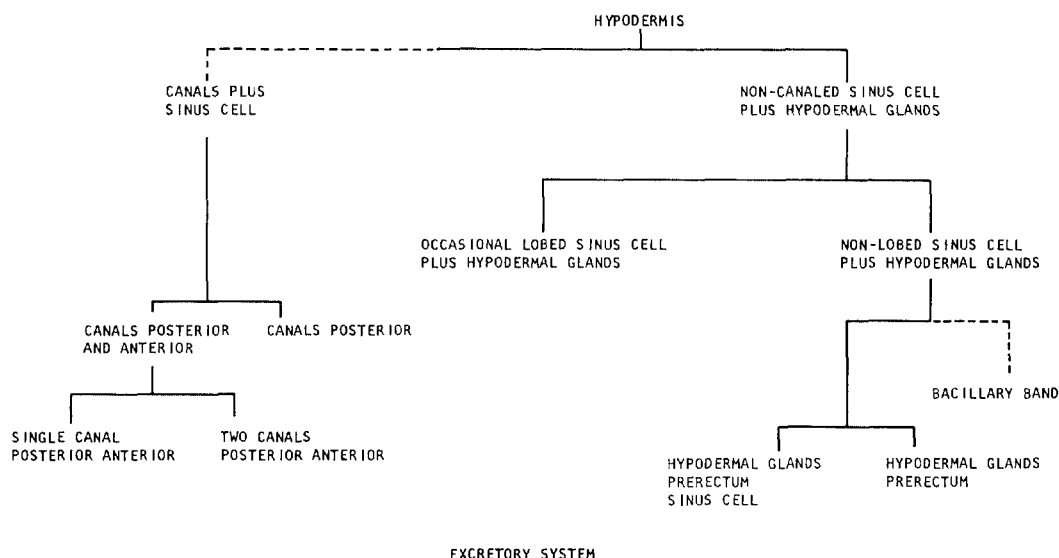 HYPODERMIS
CANALS PLUS
SINUS CELL
NON-CANALED SINUS CELL
PLUS HYPODERMAL GLANDS
OCCASIONAL LOBED SINUS CELL
PLUS HYPODERMAL GLANDS
NON-LOBED SINUS CELL
PLUS HYPODERMAL GLANDS
CANALS POSTERIOR
AND ANTERIOR
CANALS POSTERIOR
BACILLARY BAND
SINGLE CANAL
POSTERIOR ANTERIOR
TWO CANALS
POSTERIOR ANTERIOR
HYPODERMAL GLANDS
PRERECTUM
SINUS CELL
HYPODERMAL GLANDS
PRERECTUM
EXCRETORY SYSTEM